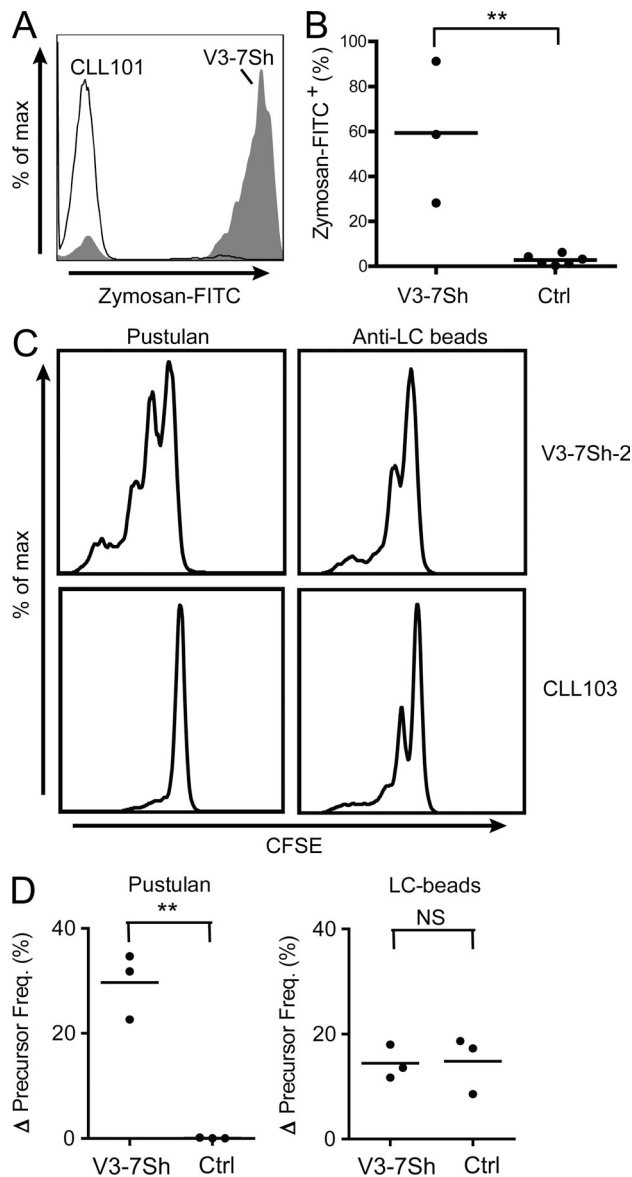 A
CLL101
V3-7Sh
% of max
Zymosan-FITC
B
**
Zymosan-FITC + (%)
100
80
60
40
20
0
V3-7Sh Ctrl
C
Pustulan Anti-LC beads
V3-7Sh-2
% of max
CLL103
CFSE
D
Pustulan
**
Δ Precursor Freq. (%)
40
20
0
V3-7Sh Ctrl
LC-beads
NS
Δ Precursor Freq. (%)
40
20
0
V3-7Sh Ctrl